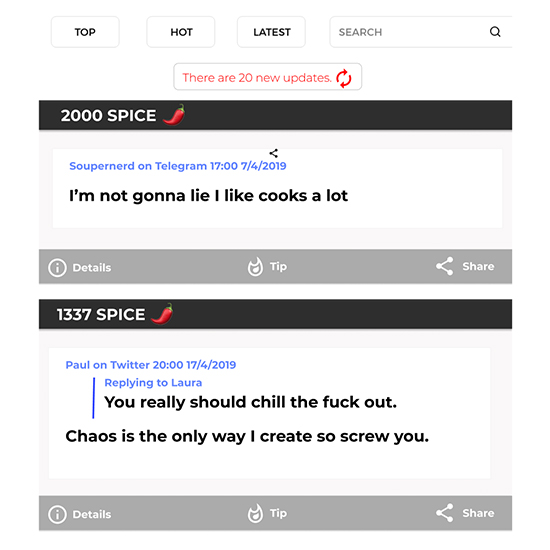 TOP
HOT
LATEST
SEARCH
There are 20 new updates.
2000 SPICE 🌶️
Soupernerd on Telegram 17:00 7/4/2019
I’m not gonna lie I like cooks a lot
Details
Tip
Share
1337 SPICE 🌶️
Paul on Twitter 20:00 17/4/2019
Replying to Laura
You really should chill the fuck out.
Chaos is the only way I create so screw you.
Details
Tip
Share